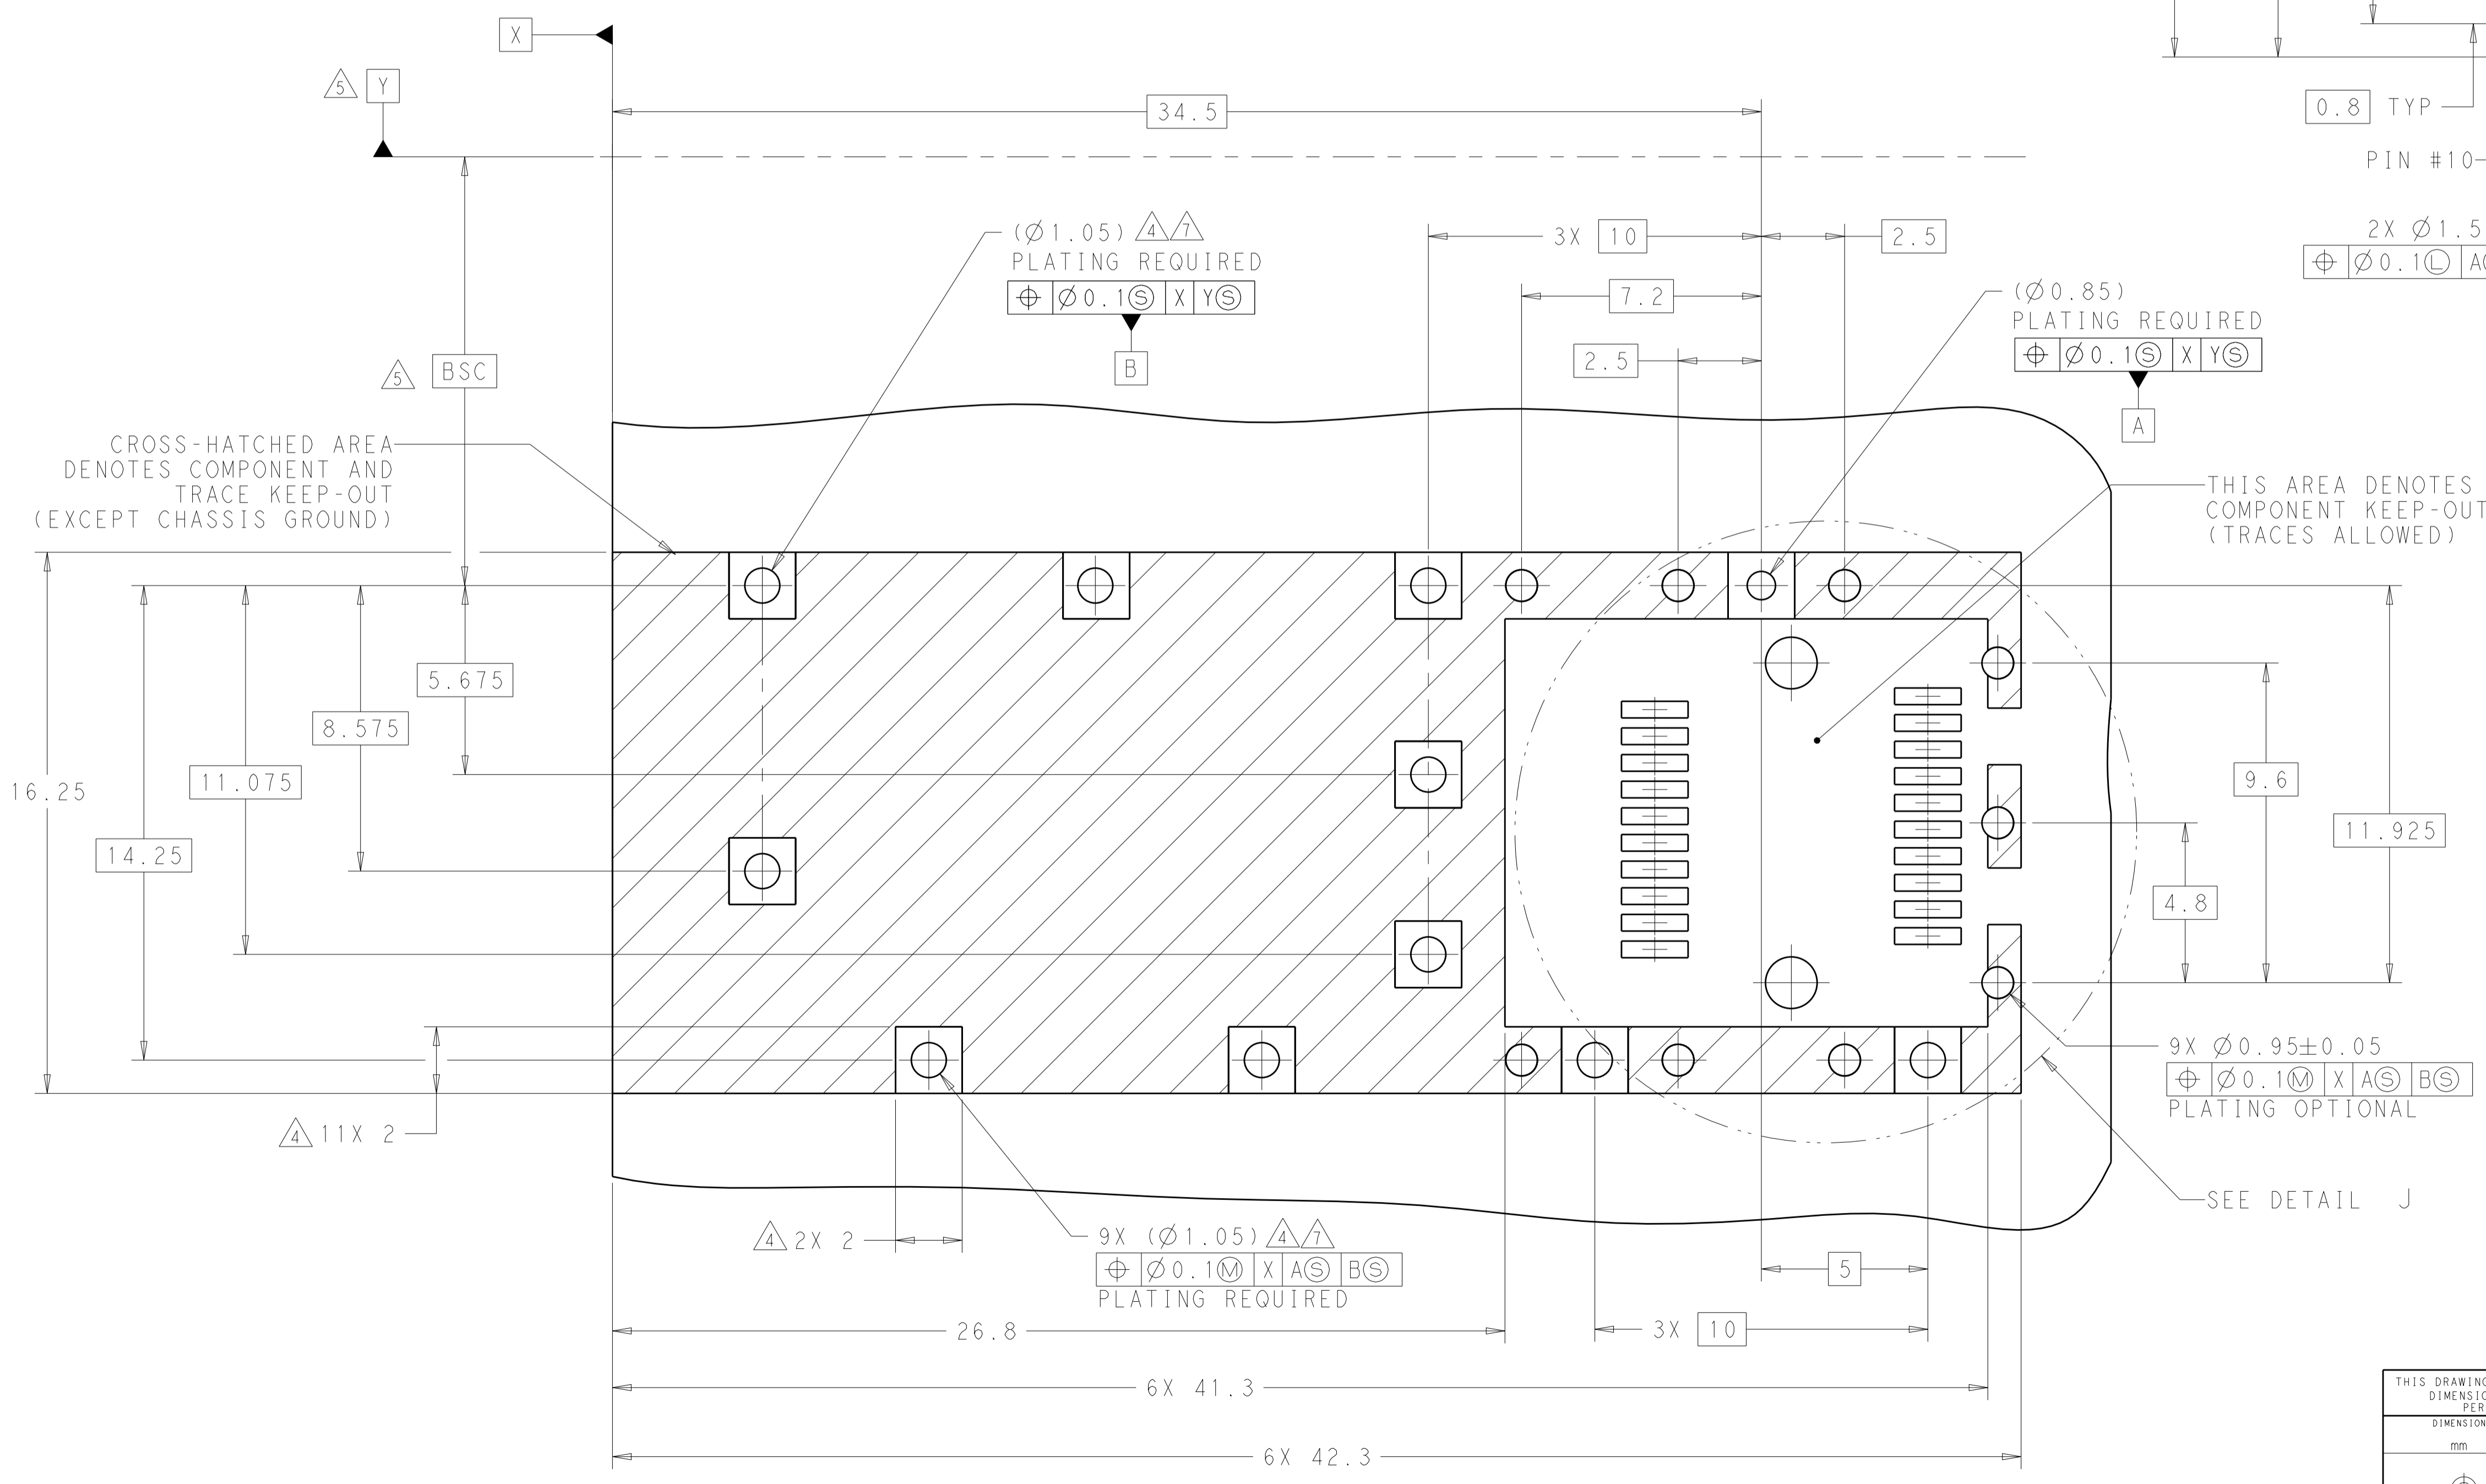 X
5 Y
34.5
0.8 TYP
PIN #10
(Ø1.05) 4 7
PLATING REQUIRED
⌖ Ø0.1Ⓢ X YⓈ
B
3X 10
2.5
7.2
2.5
2X Ø1.5
⌖ Ø0.1Ⓛ
(Ø0.85)
PLATING REQUIRED
⌖ Ø0.1Ⓢ X YⓈ
A
5 BSC
CROSS-HATCHED AREA
DENOTES COMPONENT AND
TRACE KEEP-OUT
(EXCEPT CHASSIS GROUND)
THIS AREA DENOTES
COMPONENT KEEP-OUT
(TRACES ALLOWED)
5.675
8.575
11.075
14.25
16.25
9.6
11.925
4.8
4 11X 2
9X Ø0.95±0.05
⌖ Ø0.1Ⓜ X AⓈ BⓈ
PLATING OPTIONAL
SEE DETAIL J
4 2X 2
9X (Ø1.05) 4 7
⌖ Ø0.1Ⓜ X AⓈ BⓈ
PLATING REQUIRED
5
26.8
3X 10
6X 41.3
6X 42.3
THIS DRAWING
PER
mm